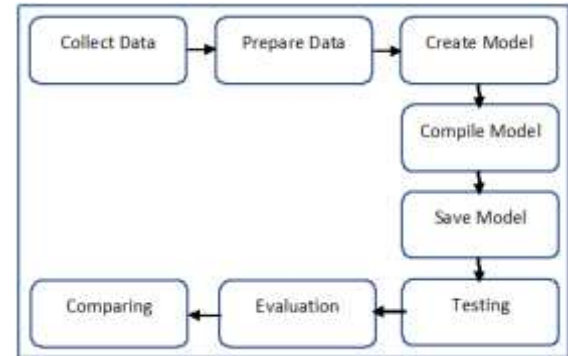 Collect Data
Prepare Data
Create Model
Compile Model
Save Model
Testing
Evaluation
Comparing